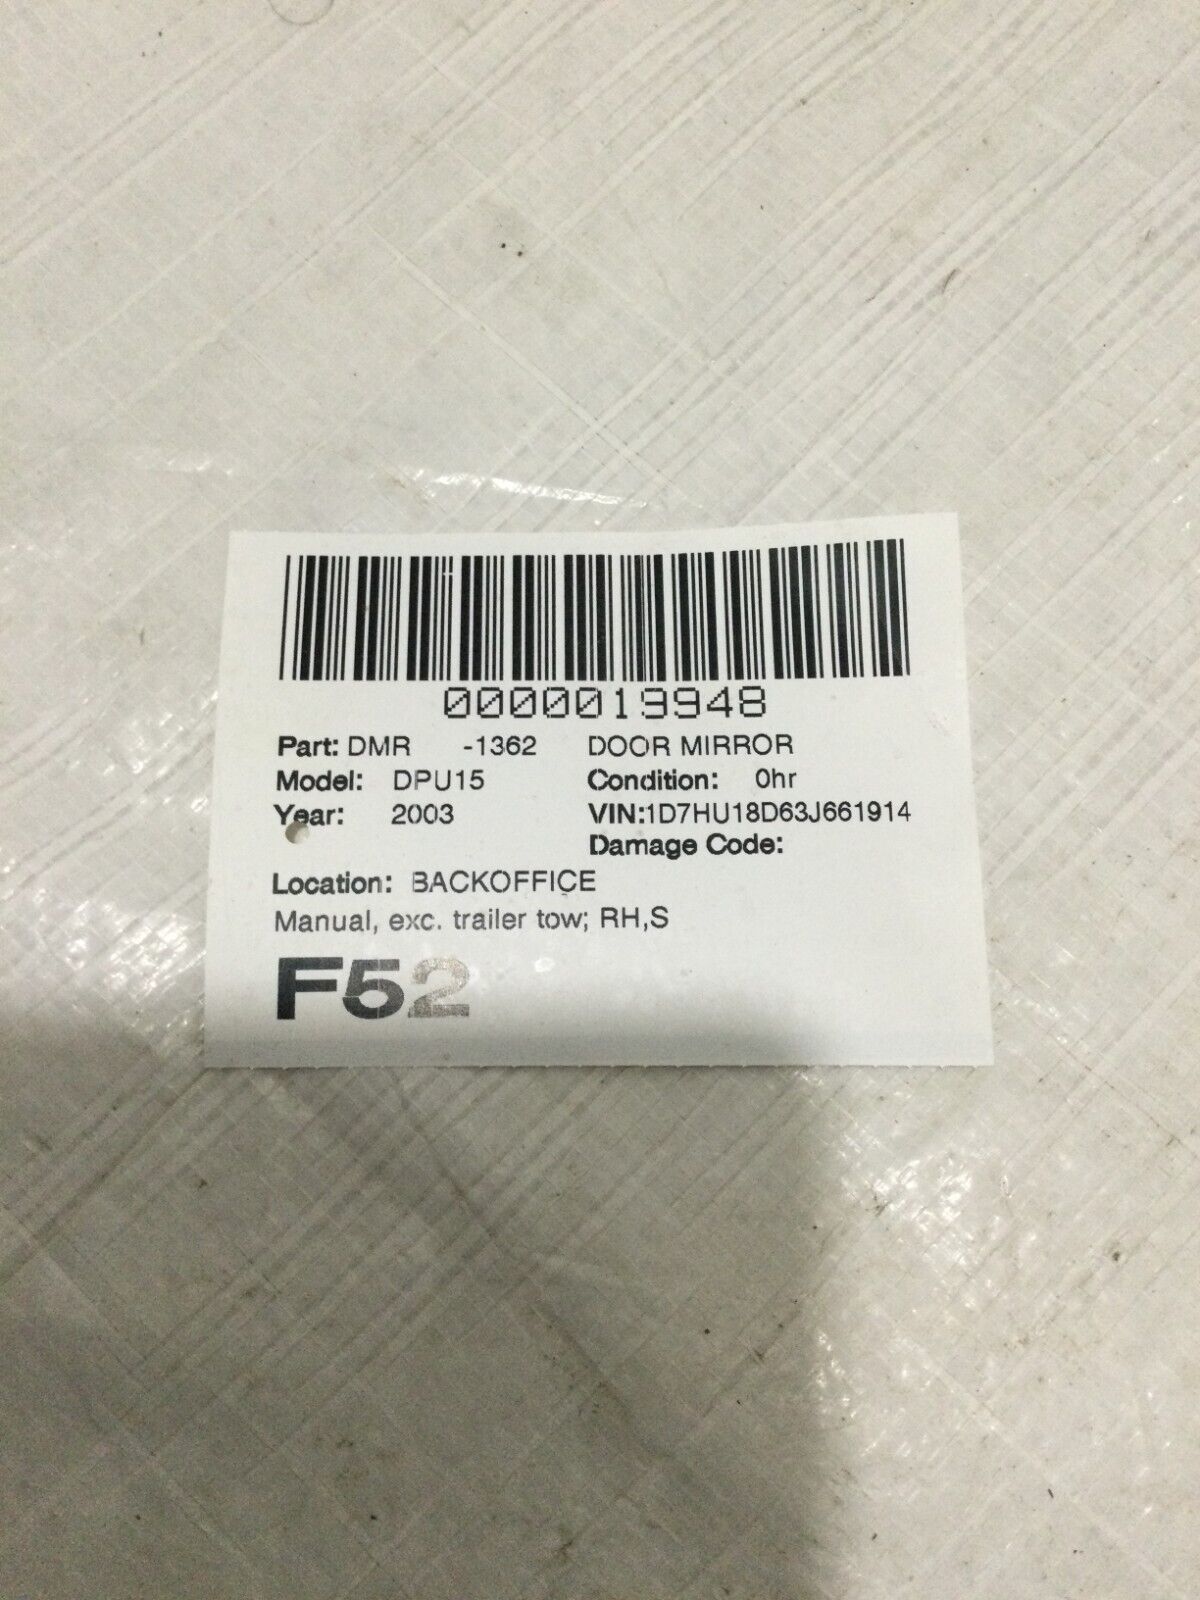 0000019948
Part: DMR -1362 DOOR MIRROR
Model: DPU15 Condition: 0hr
Year: 2003 VIN:1D7HU18D63J661914
Damage Code:
Location: BACKOFFICE
Manual, exc. trailer tow; RH,S
F52